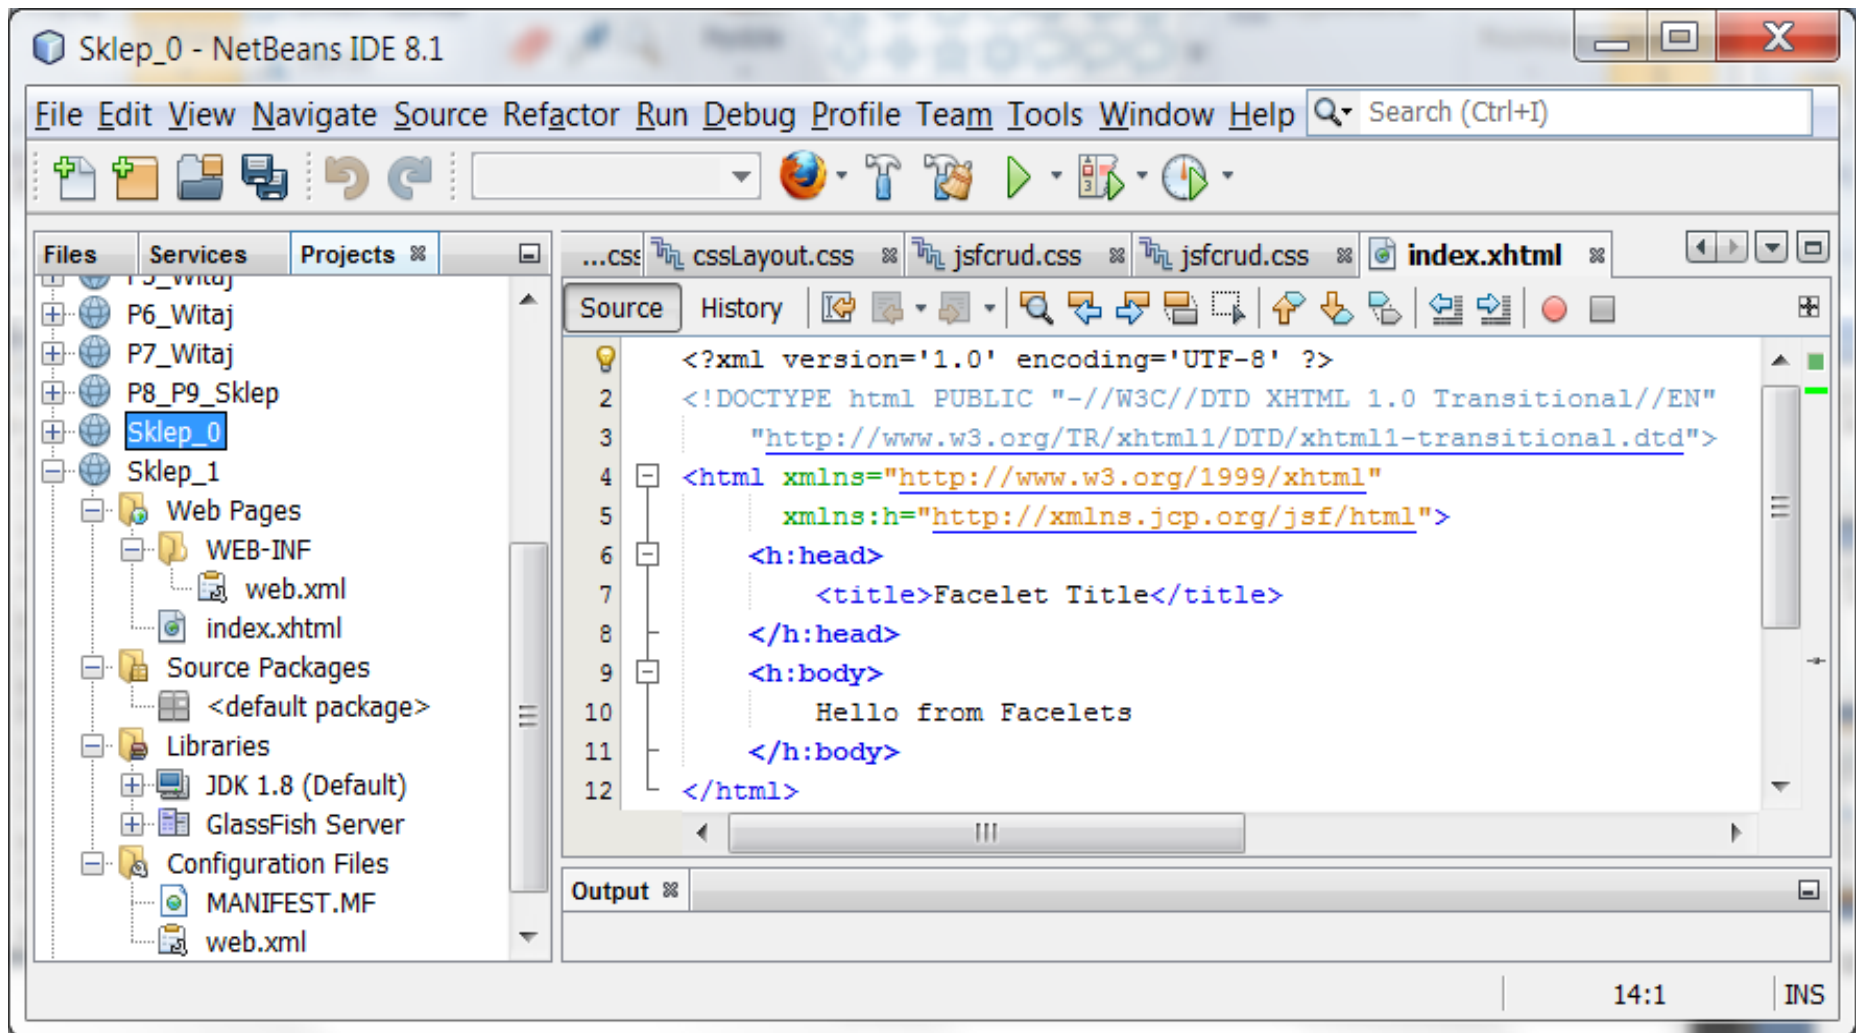 Sklep_0 - NetBeans IDE 8.1
File Edit View Navigate Source Refactor Run Debug Profile Team Tools Window Help Search (Ctrl+I)
Files Services Projects
P5_Witaj
P6_Witaj
P7_Witaj
P8_P9_Sklep
Sklep_0
Sklep_1
Web Pages
WEB-INF
web.xml
index.xhtml
Source Packages
<default package>
Libraries
JDK 1.8 (Default)
GlassFish Server
Configuration Files
MANIFEST.MF
web.xml
...css cssLayout.css jsfcrud.css jsfcrud.css index.xhtml
Source History
<?xml version='1.0' encoding='UTF-8' ?>
2 <!DOCTYPE html PUBLIC "-//W3C//DTD XHTML 1.0 Transitional//EN"
3 "http://www.w3.org/TR/xhtml1/DTD/xhtml1-transitional.dtd">
4 <html xmlns="http://www.w3.org/1999/xhtml"
5 xmlns:h="http://xmlns.jcp.org/jsf/html">
6 <h:head>
7 <title>Facelet Title</title>
8 </h:head>
9 <h:body>
10 Hello from Facelets
11 </h:body>
12 </html>
Output
14:1 INS